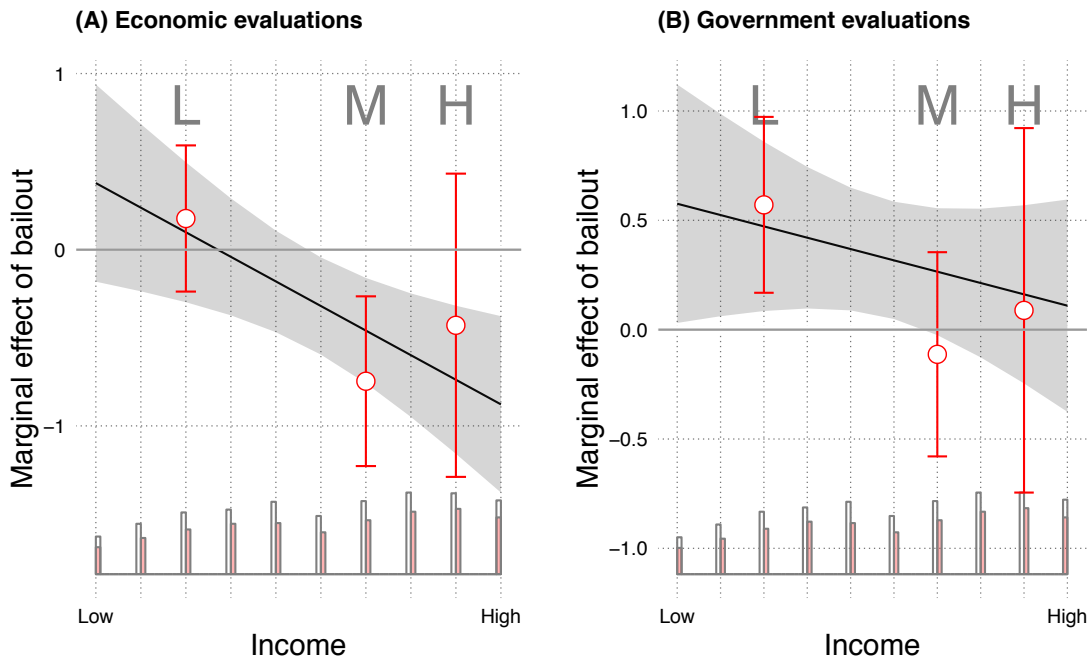 (A) Economic evaluations
Marginal effect of bailout
1
0
−1
L
M
H
Low
High
Income
(B) Government evaluations
Marginal effect of bailout
1.0
0.5
0.0
−0.5
−1.0
L
M
H
Low
High
Income